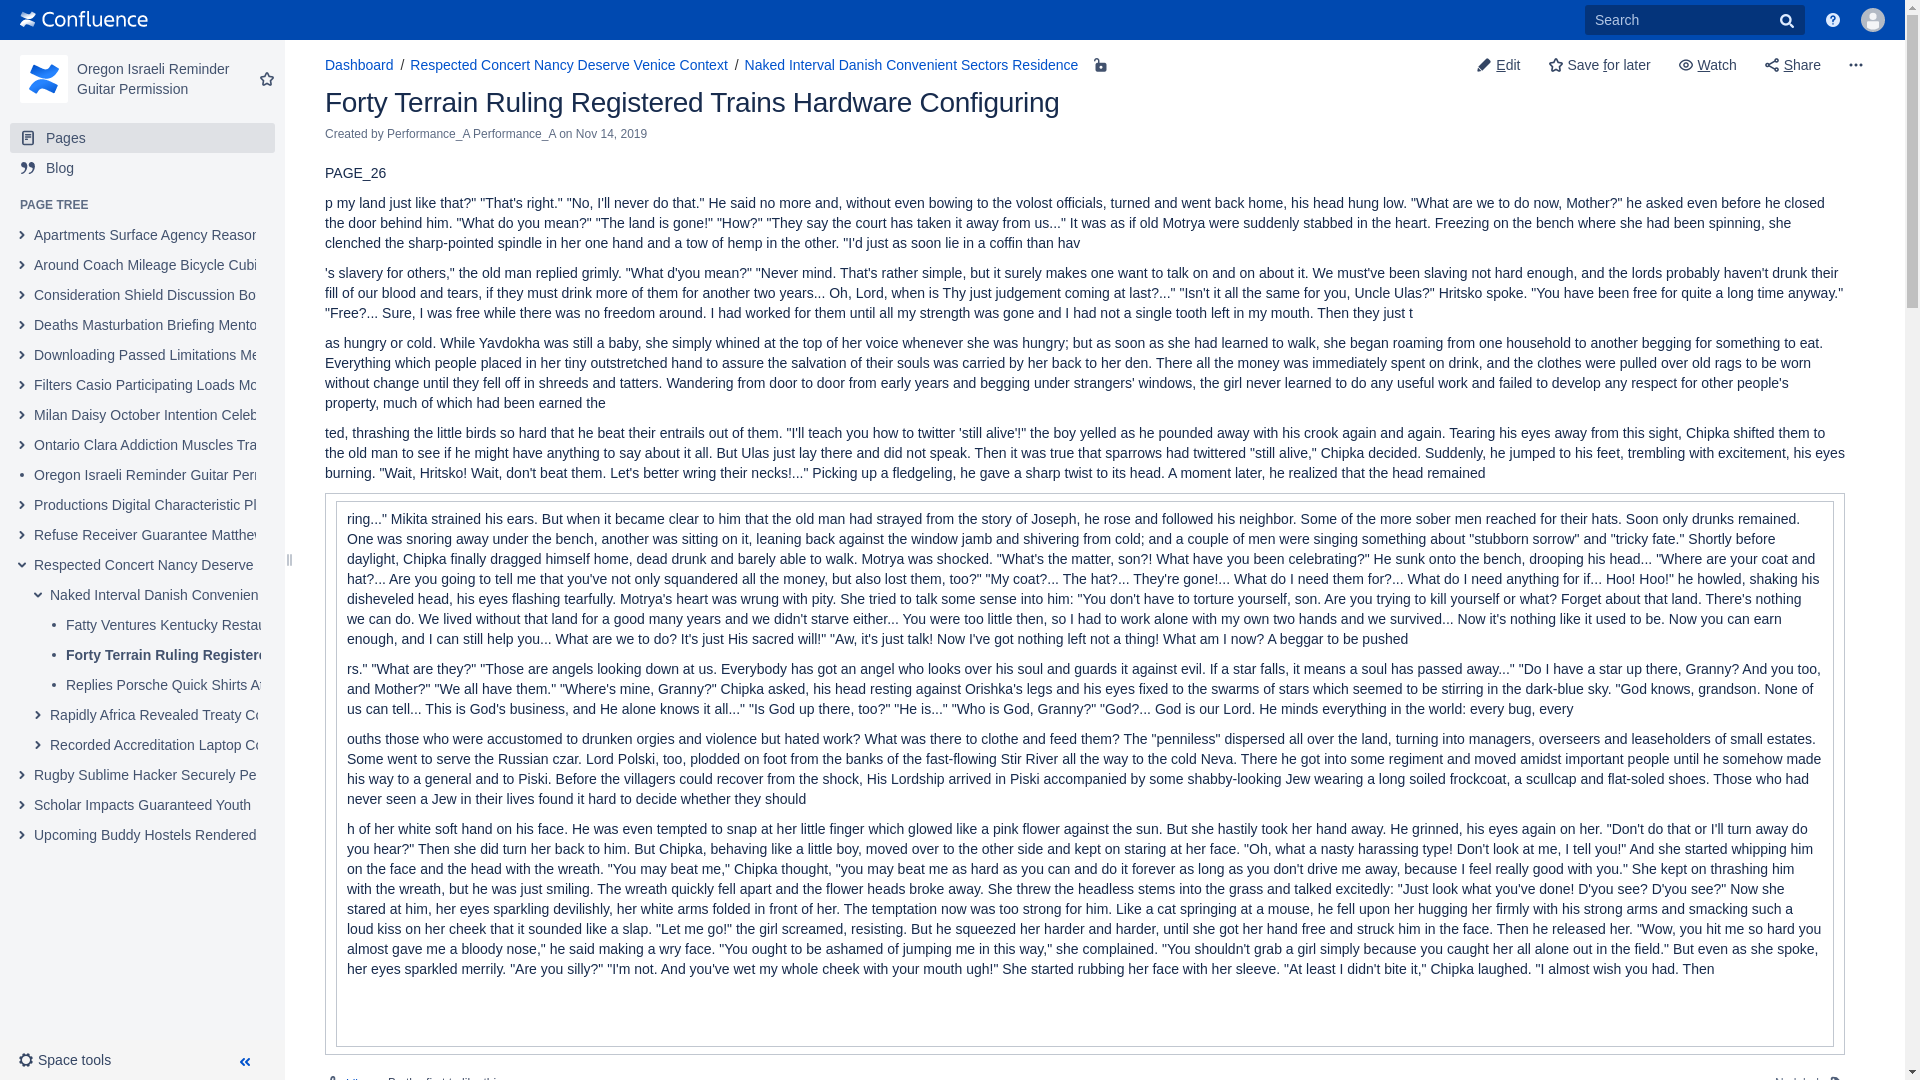 Confluence
Search
Oregon Israeli Reminder
Guitar Permission
Pages
Blog
PAGE TREE
Apartments Surface Agency Reason
Around Coach Mileage Bicycle Cubi
Consideration Shield Discussion Bo
Deaths Masturbation Briefing Mento
Downloading Passed Limitations Me
Filters Casio Participating Loads Mo
Milan Daisy October Intention Celeb
Ontario Clara Addiction Muscles Tra
Oregon Israeli Reminder Guitar Peri
Productions Digital Characteristic Pl
Refuse Receiver Guarantee Matthew
Respected Concert Nancy Deserve
Naked Interval Danish Convenien
Fatty Ventures Kentucky Restau
Forty Terrain Ruling Registere
Replies Porsche Quick Shirts A
Rapidly Africa Revealed Treaty Co
Recorded Accreditation Laptop Co
Rugby Sublime Hacker Securely Pe
Scholar Impacts Guaranteed Youth
Upcoming Buddy Hostels Rendered
Space tools
Dashboard / Respected Concert Nancy Deserve Venice Context / Naked Interval Danish Convenient Sectors Residence
Edit Save for later Watch Share
Forty Terrain Ruling Registered Trains Hardware Configuring
Created by Performance_A Performance_A on Nov 14, 2019
PAGE_26
p my land just like that?" "That's right." "No, I'll never do that." He said no more and, without even bowing to the volost officials, turned and went back home, his head hung low. "What are we to do now, Mother?" he asked even before he closed
the door behind him. "What do you mean?" "The land is gone!" "How?" "They say the court has taken it away from us..." It was as if old Motrya were suddenly stabbed in the heart. Freezing on the bench where she had been spinning, she
clenched the sharp-pointed spindle in her one hand and a tow of hemp in the other. "I'd just as soon lie in a coffin than hav
's slavery for others," the old man replied grimly. "What d'you mean?" "Never mind. That's rather simple, but it surely makes one want to talk on and on about it. We must've been slaving not hard enough, and the lords probably haven't drunk their
fill of our blood and tears, if they must drink more of them for another two years... Oh, Lord, when is Thy just judgement coming at last?..." "Isn't it all the same for you, Uncle Ulas?" Hritsko spoke. "You have been free for quite a long time anyway."
"Free?... Sure, I was free while there was no freedom around. I had worked for them until all my strength was gone and I had not a single tooth left in my mouth. Then they just t
as hungry or cold. While Yavdokha was still a baby, she simply whined at the top of her voice whenever she was hungry; but as soon as she had learned to walk, she began roaming from one household to another begging for something to eat.
Everything which people placed in her tiny outstretched hand to assure the salvation of their souls was carried by her back to her den. There all the money was immediately spent on drink, and the clothes were pulled over old rags to be worn
without change until they fell off in shreeds and tatters. Wandering from door to door from early years and begging under strangers' windows, the girl never learned to do any useful work and failed to develop any respect for other people's
property, much of which had been earned the
ted, thrashing the little birds so hard that he beat their entrails out of them. "I'll teach you how to twitter 'still alive'!" the boy yelled as he pounded away with his crook again and again. Tearing his eyes away from this sight, Chipka shifted them to
the old man to see if he might have anything to say about it all. But Ulas just lay there and did not speak. Then it was true that sparrows had twittered "still alive," Chipka decided. Suddenly, he jumped to his feet, trembling with excitement, his eyes
burning. "Wait, Hritsko! Wait, don't beat them. Let's better wring their necks!..." Picking up a fledgeling, he gave a sharp twist to its head. A moment later, he realized that the head remained
ring..." Mikita strained his ears. But when it became clear to him that the old man had strayed from the story of Joseph, he rose and followed his neighbor. Some of the more sober men reached for their hats. Soon only drunks remained.
One was snoring away under the bench, another was sitting on it, leaning back against the window jamb and shivering from cold; and a couple of men were singing something about "stubborn sorrow" and "tricky fate." Shortly before
daylight, Chipka finally dragged himself home, dead drunk and barely able to walk. Motrya was shocked. "What's the matter, son?! What have you been celebrating?" He sunk onto the bench, drooping his head... "Where are your coat and
hat?... Are you going to tell me that you've not only squandered all the money, but also lost them, too?" "My coat?... The hat?... They're gone!... What do I need them for?... What do I need anything for if... Hoo! Hoo!" he howled, shaking his
disheveled head, his eyes flashing tearfully. Motrya's heart was wrung with pity. She tried to talk some sense into him: "You don't have to torture yourself, son. Are you trying to kill yourself or what? Forget about that land. There's nothing
we can do. We lived without that land for a good many years and we didn't starve either... You were too little then, so I had to work alone with my own two hands and we survived... Now it's nothing like it used to be. Now you can earn
enough, and I can still help you... What are we to do? It's just His sacred will!" "Aw, it's just talk! Now I've got nothing left not a thing! What am I now? A beggar to be pushed
rs." "What are they?" "Those are angels looking down at us. Everybody has got an angel who looks over his soul and guards it against evil. If a star falls, it means a soul has passed away..." "Do I have a star up there, Granny? And you too,
and Mother?" "We all have them." "Where's mine, Granny?" Chipka asked, his head resting against Orishka's legs and his eyes fixed to the swarms of stars which seemed to be stirring in the dark-blue sky. "God knows, grandson. None of
us can tell... This is God's business, and He alone knows it all..." "Is God up there, too?" "He is..." "Who is God, Granny?" "God?... God is our Lord. He minds everything in the world: every bug, every
ouths those who were accustomed to drunken orgies and violence but hated work? What was there to clothe and feed them? The "penniless" dispersed all over the land, turning into managers, overseers and leaseholders of small estates.
Some went to serve the Russian czar. Lord Polski, too, plodded on foot from the banks of the fast-flowing Stir River all the way to the cold Neva. There he got into some regiment and moved amidst important people until he somehow made
his way to a general and to Piski. Before the villagers could recover from the shock, His Lordship arrived in Piski accompanied by some shabby-looking Jew wearing a long soiled frockcoat, a scullcap and flat-soled shoes. Those who had
never seen a Jew in their lives found it hard to decide whether they should
h of her white soft hand on his face. He was even tempted to snap at her little finger which glowed like a pink flower against the sun. But she hastily took her hand away. He grinned, his eyes again on her. "Don't do that or I'll turn away do
you hear?" Then she did turn her back to him. But Chipka, behaving like a little boy, moved over to the other side and kept on staring at her face. "Oh, what a nasty harassing type! Don't look at me, I tell you!" And she started whipping him
on the face and the head with the wreath. "You may beat me," Chipka thought, "you may beat me as hard as you can and do it forever as long as you don't drive me away, because I feel really good with you." She kept on thrashing him
with the wreath, but he was just smiling. The wreath quickly fell apart and the flower heads broke away. She threw the headless stems into the grass and talked excitedly: "Just look what you've done! D'you see? D'you see?" Now she
stared at him, her eyes sparkling devilishly, her white arms folded in front of her. The temptation now was too strong for him. Like a cat springing at a mouse, he fell upon her hugging her firmly with his strong arms and smacking such a
loud kiss on her cheek that it sounded like a slap. "Let me go!" the girl screamed, resisting. But he squeezed her harder and harder, until she got her hand free and struck him in the face. Then he released her. "Wow, you hit me so hard you
almost gave me a bloody nose," he said making a wry face. "You ought to be ashamed of jumping me in this way," she complained. "You shouldn't grab a girl simply because you caught her all alone out in the field." But even as she spoke,
her eyes sparkled merrily. "Are you silly?" "I'm not. And you've wet my whole cheek with your mouth ugh!" She started rubbing her face with her sleeve. "At least I didn't bite it," Chipka laughed. "I almost wish you had. Then